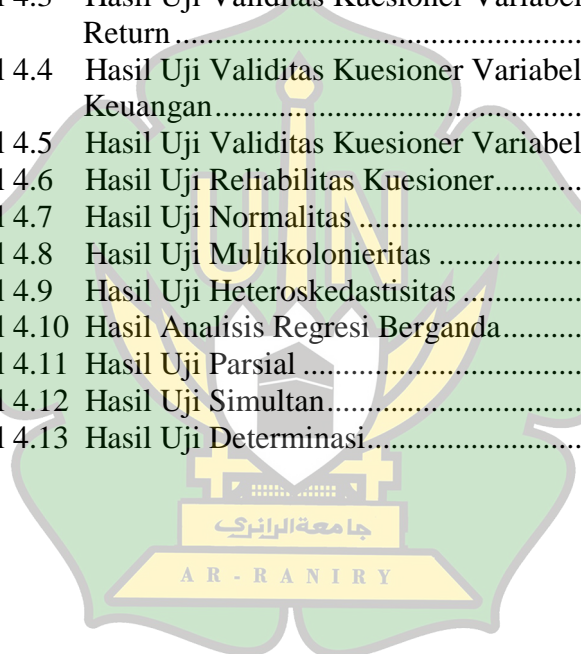 l 4.3 Hasil Uji Validitas Kuesioner Variabel
Return ........................................................
l 4.4 Hasil Uji Validitas Kuesioner Variabel
Keuangan.................................................
l 4.5 Hasil Uji Validitas Kuesioner Variabel
l 4.6 Hasil Uji Reliabilitas Kuesioner............
l 4.7 Hasil Uji Normalitas ...........................
l 4.8 Hasil Uji Multikolonieritas ..................
l 4.9 Hasil Uji Heteroskedastisitas ...............
l 4.10 Hasil Analisis Regresi Berganda..........
l 4.11 Hasil Uji Parsial ..................................
l 4.12 Hasil Uji Simultan...............................
l 4.13 Hasil Uji Determinasi..........................
UIN
جامعة الرانري
AR-RANIRY